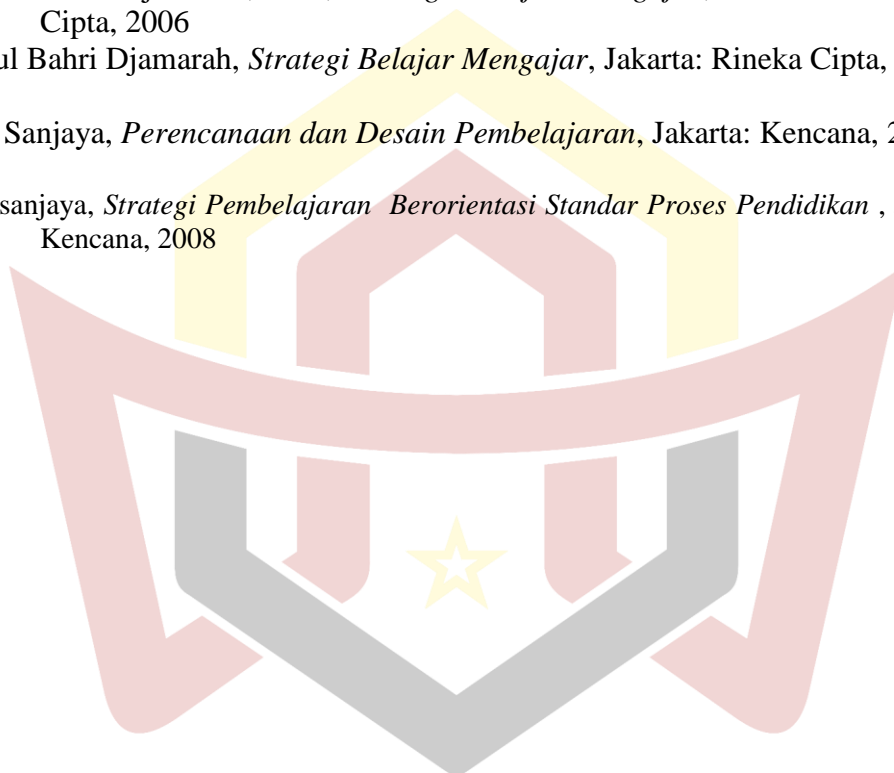 Cipta, 2006
ul Bahri Djamarah, Strategi Belajar Mengajar, Jakarta: Rineka Cipta,
Sanjaya, Perencanaan dan Desain Pembelajaran, Jakarta: Kencana, 2
sanjaya, Strategi Pembelajaran Berorientasi Standar Proses Pendidikan ,
Kencana, 2008